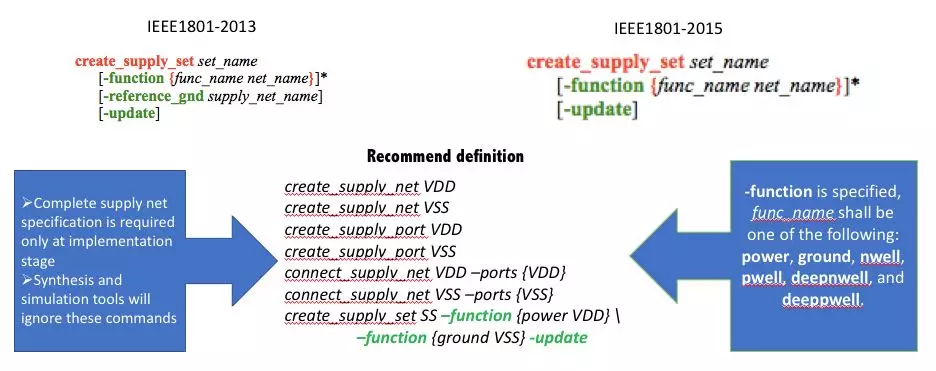 IEEE1801-2013
create_supply_set set_name
[-function {func_name net_name}]*
[-reference_gnd supply_net_name]
[-update]
IEEE1801-2015
create_supply_set set_name
[-function {func_name net_name}]*
[-update]
Recommend definition
➢Complete supply net
specification is required
only at implementation
stage
➢Synthesis and
simulation tools will
ignore these commands
create_supply_net VDD
create_supply_net VSS
create_supply_port VDD
create_supply_port VSS
connect_supply_net VDD –ports {VDD}
connect_supply_net VSS –ports {VSS}
create_supply_set SS –function {power VDD} \
–function {ground VSS} -update
-function is specified,
func_name shall be
one of the following:
power, ground, nwell,
pwell, deepnwell, and
deeppwell.